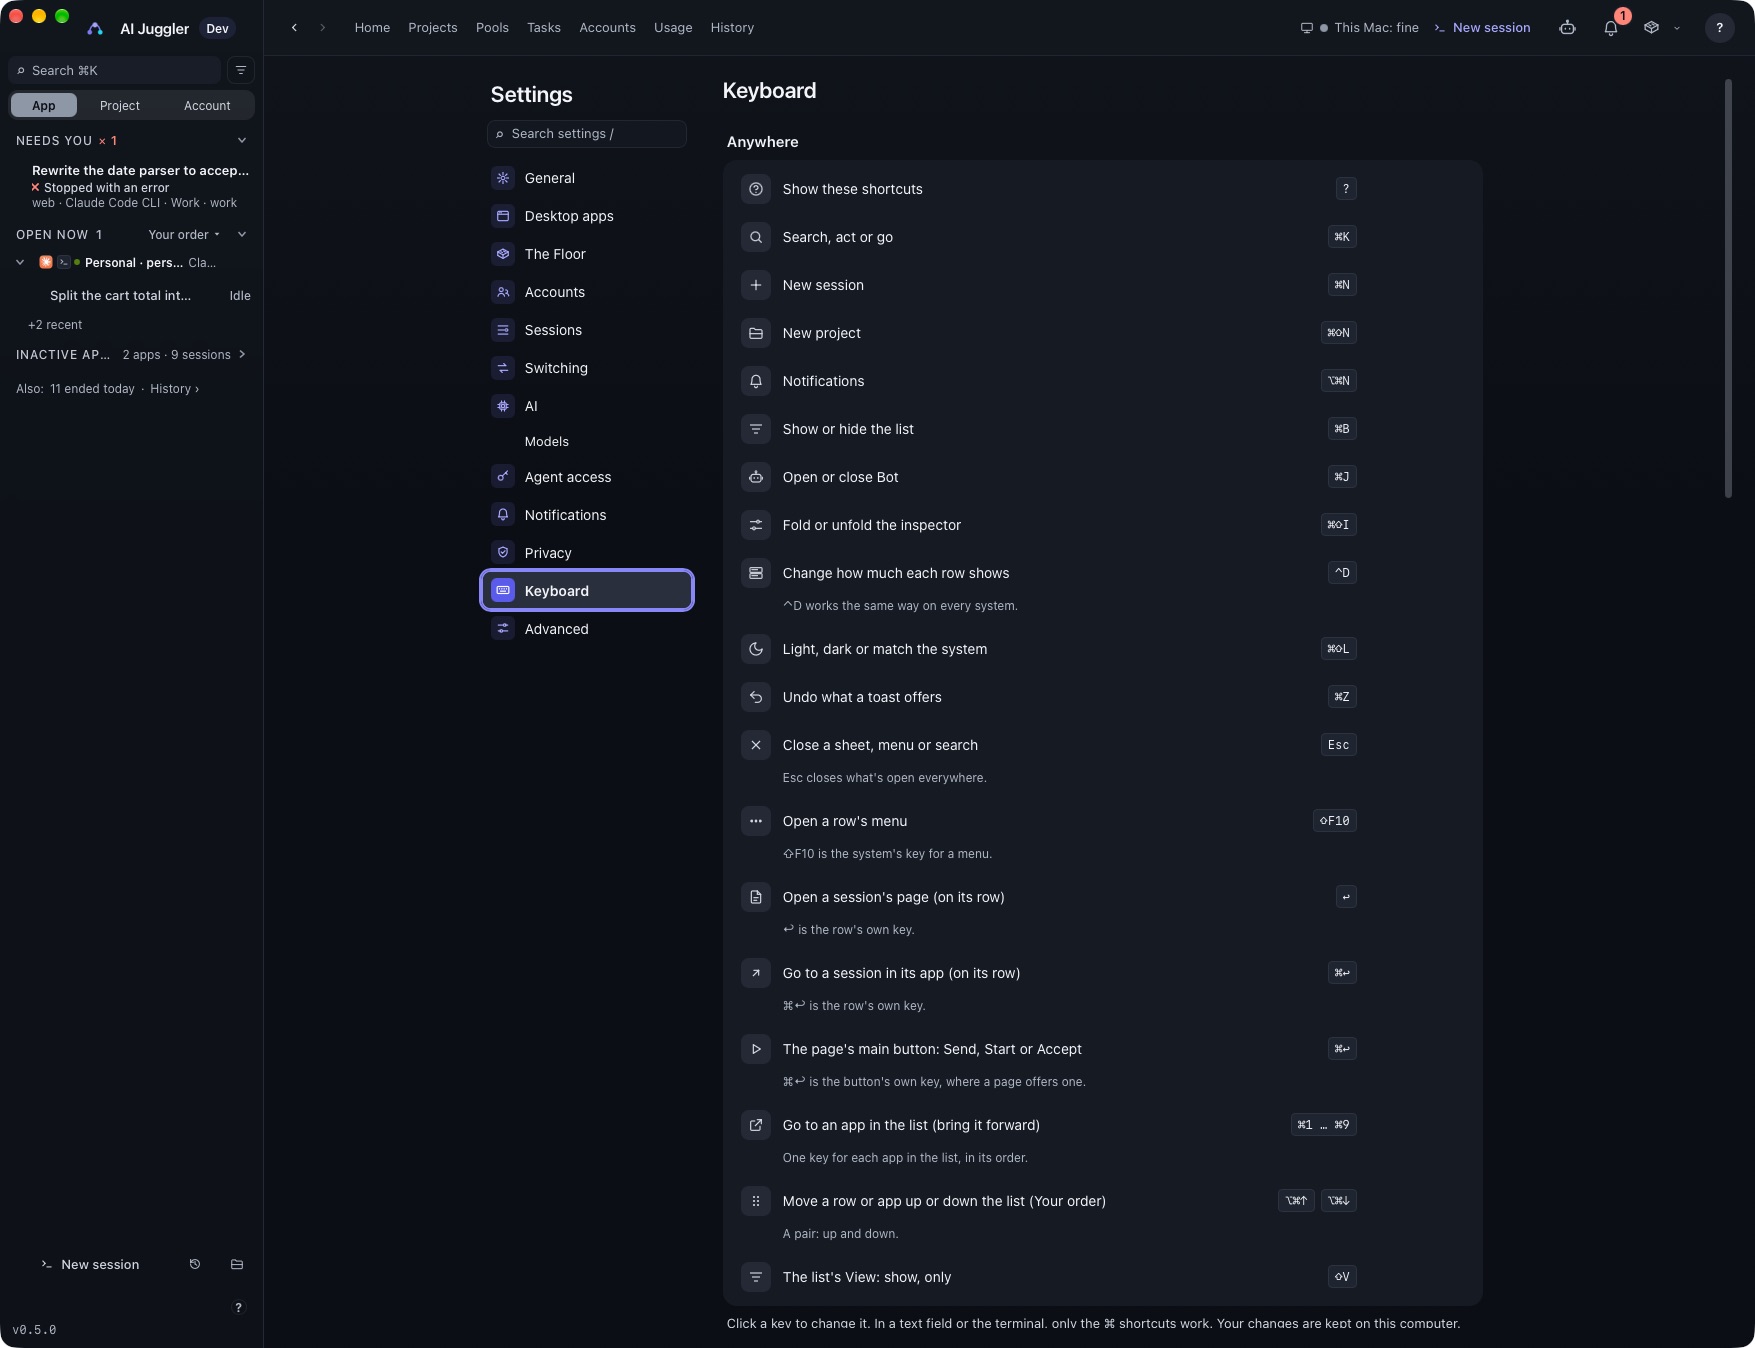 AI Juggler Dev
Search ⌘K
App Project Account
NEEDS YOU × 1
Rewrite the date parser to accep...
Stopped with an error
web · Claude Code CLI · Work · work
OPEN NOW 1 Your order
Personal · pers... Cla...
Split the cart total int... Idle
+2 recent
INACTIVE AP... 2 apps · 9 sessions
Also: 11 ended today · History ›
New session
?
v0.5.0
Home Projects Pools Tasks Accounts Usage History
This Mac: fine New session 1 ?
Settings
Search settings /
General
Desktop apps
The Floor
Accounts
Sessions
Switching
AI
Models
Agent access
Notifications
Privacy
Keyboard
Advanced
Keyboard
Anywhere
Show these shortcuts ?
Search, act or go ⌘K
New session ⌘N
New project ⌘⇧N
Notifications ⌥⌘N
Show or hide the list ⌘B
Open or close Bot ⌘J
Fold or unfold the inspector ⌘⇧I
Change how much each row shows ^D
^D works the same way on every system.
Light, dark or match the system ⌘⇧L
Undo what a toast offers ⌘Z
Close a sheet, menu or search Esc
Esc closes what's open everywhere.
Open a row's menu ⇧F10
⇧F10 is the system's key for a menu.
Open a session's page (on its row) ↩
↩ is the row's own key.
Go to a session in its app (on its row) ⌘↩
⌘↩ is the row's own key.
The page's main button: Send, Start or Accept ⌘↩
⌘↩ is the button's own key, where a page offers one.
Go to an app in the list (bring it forward) ⌘1 … ⌘9
One key for each app in the list, in its order.
Move a row or app up or down the list (Your order) ⌥⌘↑ ⌥⌘↓
A pair: up and down.
The list's View: show, only ⇧V
Click a key to change it. In a text field or the terminal, only the ⌘ shortcuts work. Your changes are kept on this computer.